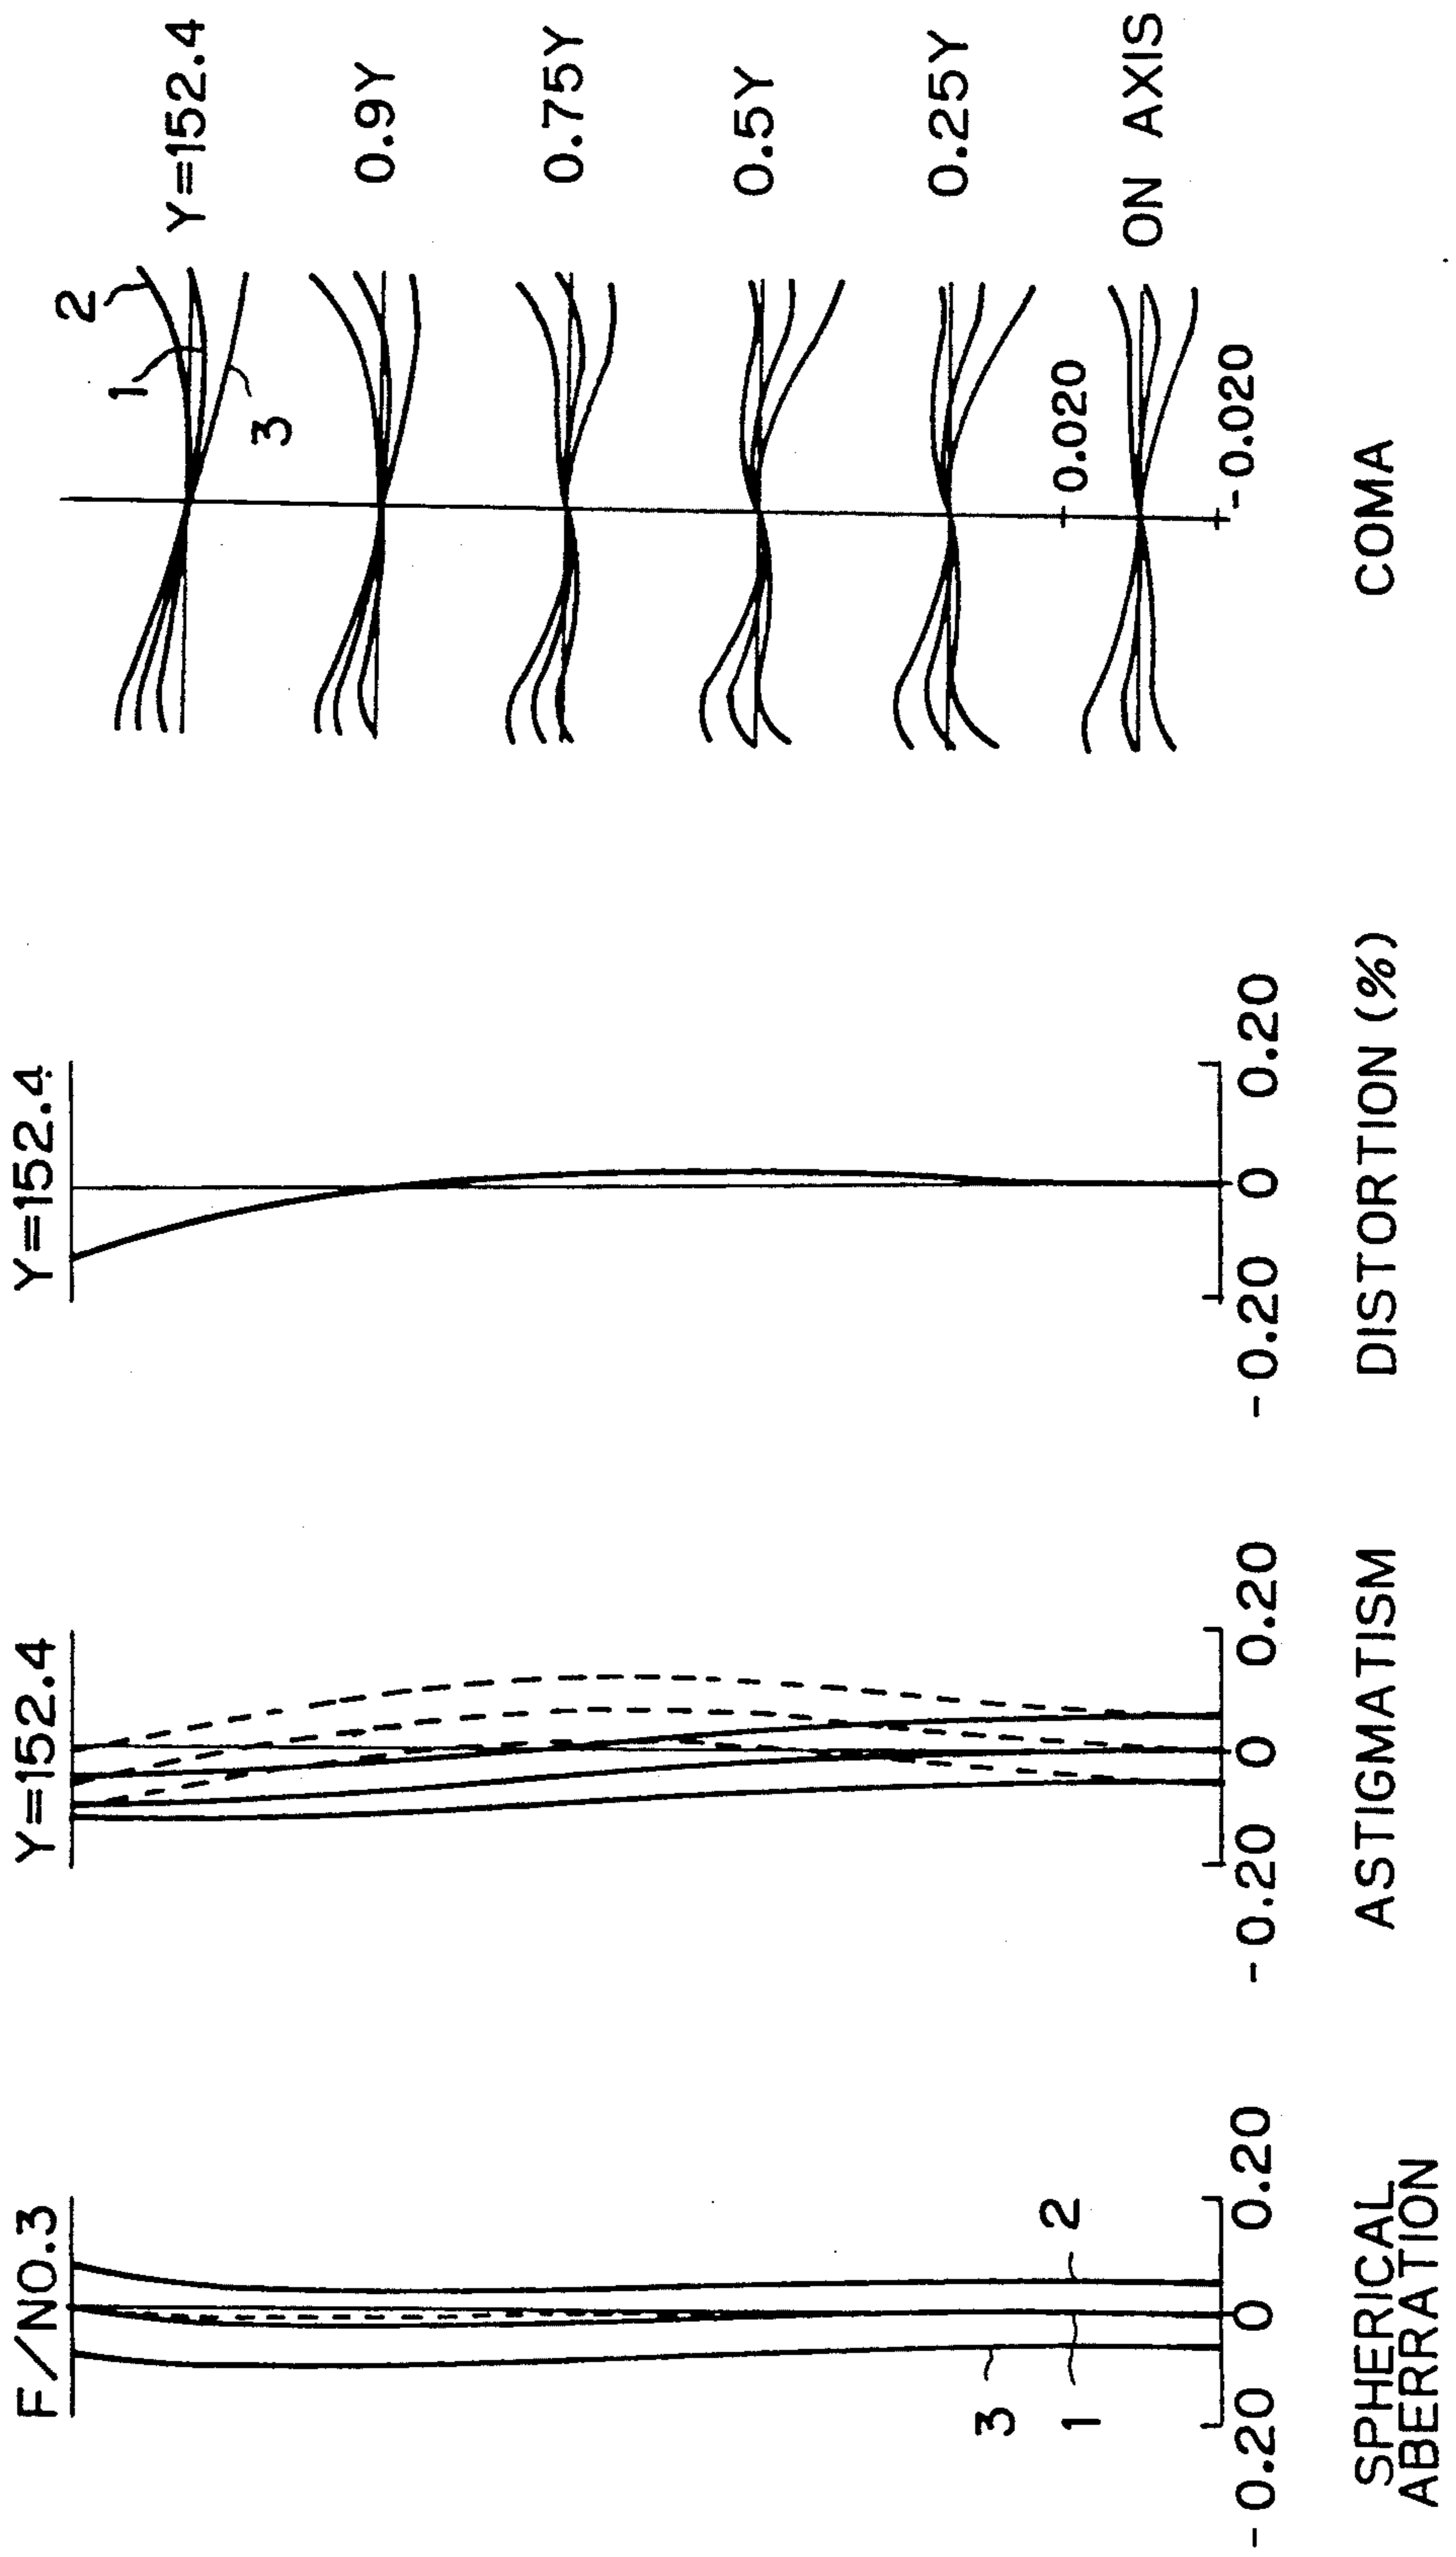 F/NO.3
3
1
2
-0.20
0
0.20
SPHERICAL
ABERRATION
Y=152.4
-0.20
0
0.20
ASTIGMATISM
Y=152.4
-0.20
0
0.20
DISTORTION (%)
2
1
3
Y=152.4
0.9Y
0.75Y
0.5Y
0.25Y
0.020
ON AXIS
-0.020
COMA